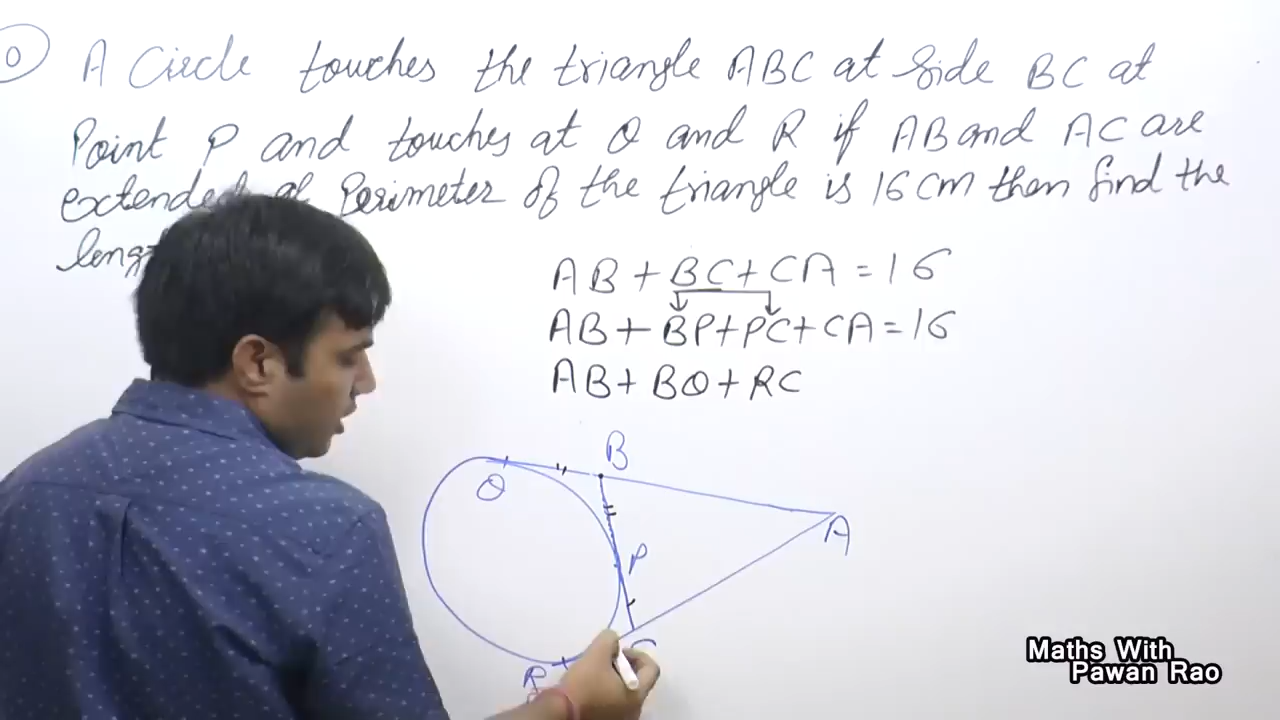 A Circle touches the triangle ABC at side BC at
Point P and touches at Q and R if AB and AC are
extended Perimeter of the triangle is 16 cm then find the
AB + BC + CA = 16
AB + BP + PC + CA = 16
AB + BQ + RC
B
Q
A
P
C
R
Maths With
Pawan Rao